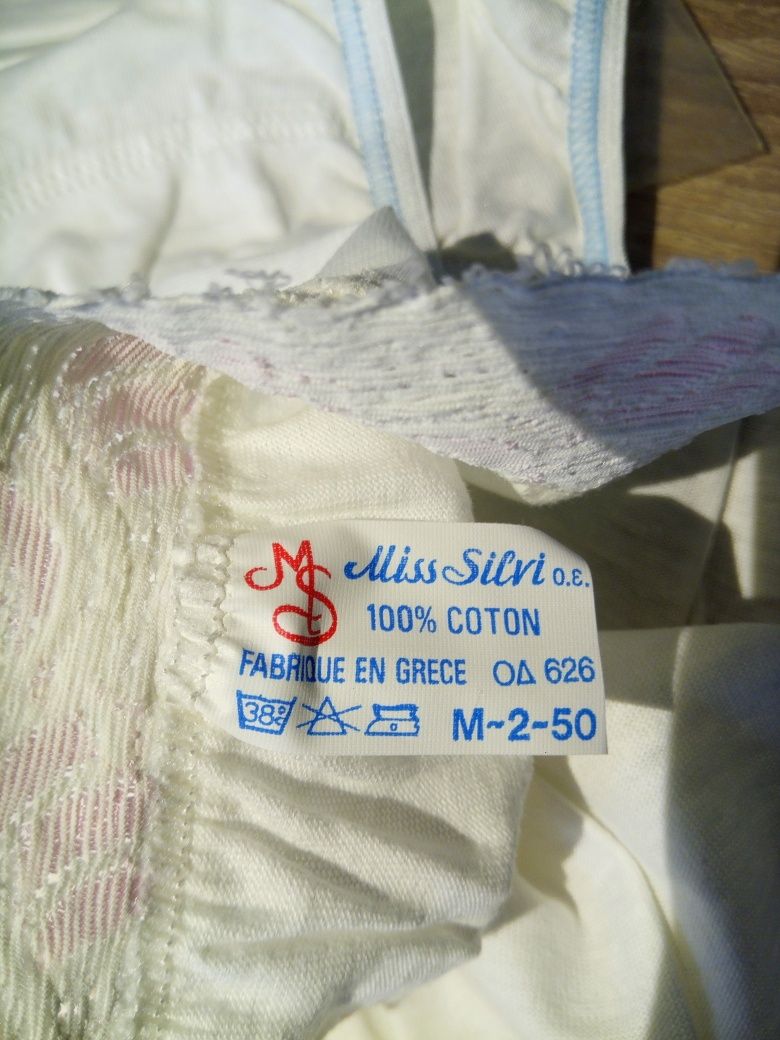 MS Miss Silvi o.ε.
100% COTON
FABRIQUE EN GRECE ΟΔ 626
38°C M~2~50